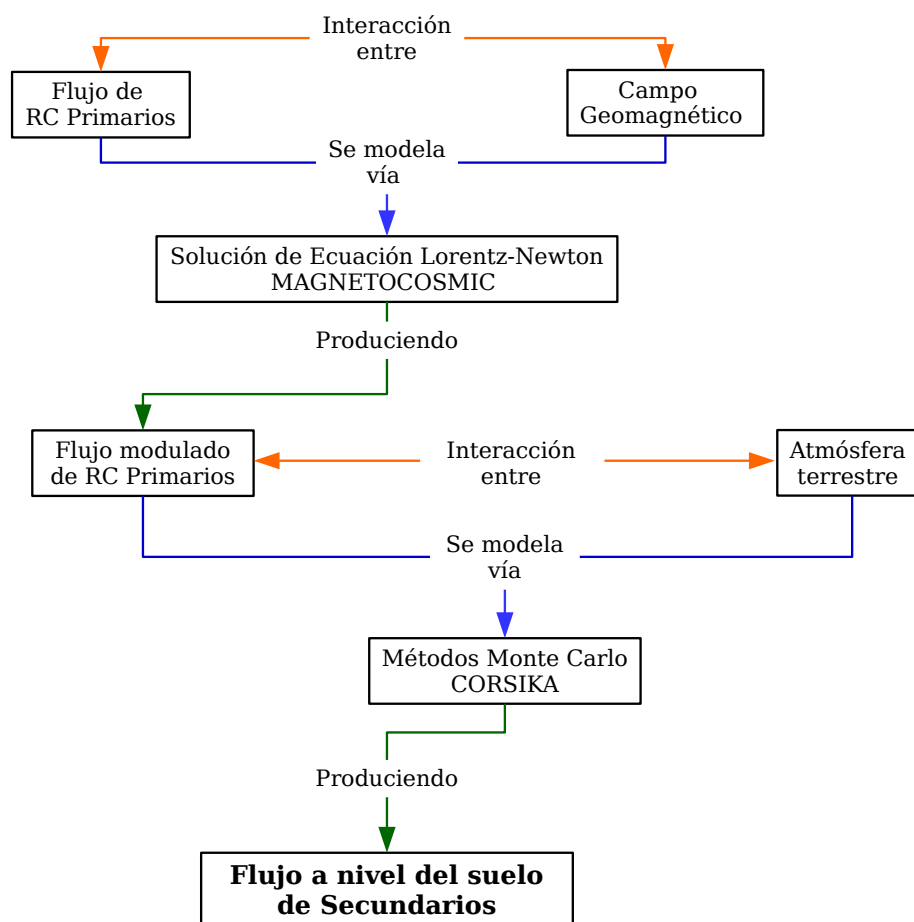 Interacción
entre
Flujo de
RC Primarios
Campo
Geomagnético
Se modela
vía
Solución de Ecuación Lorentz-Newton
MAGNETOCOSMIC
Produciendo
Flujo modulado
de RC Primarios
Interacción
entre
Atmósfera
terrestre
Se modela
vía
Métodos Monte Carlo
CORSIKA
Produciendo
Flujo a nivel del suelo
de Secundarios